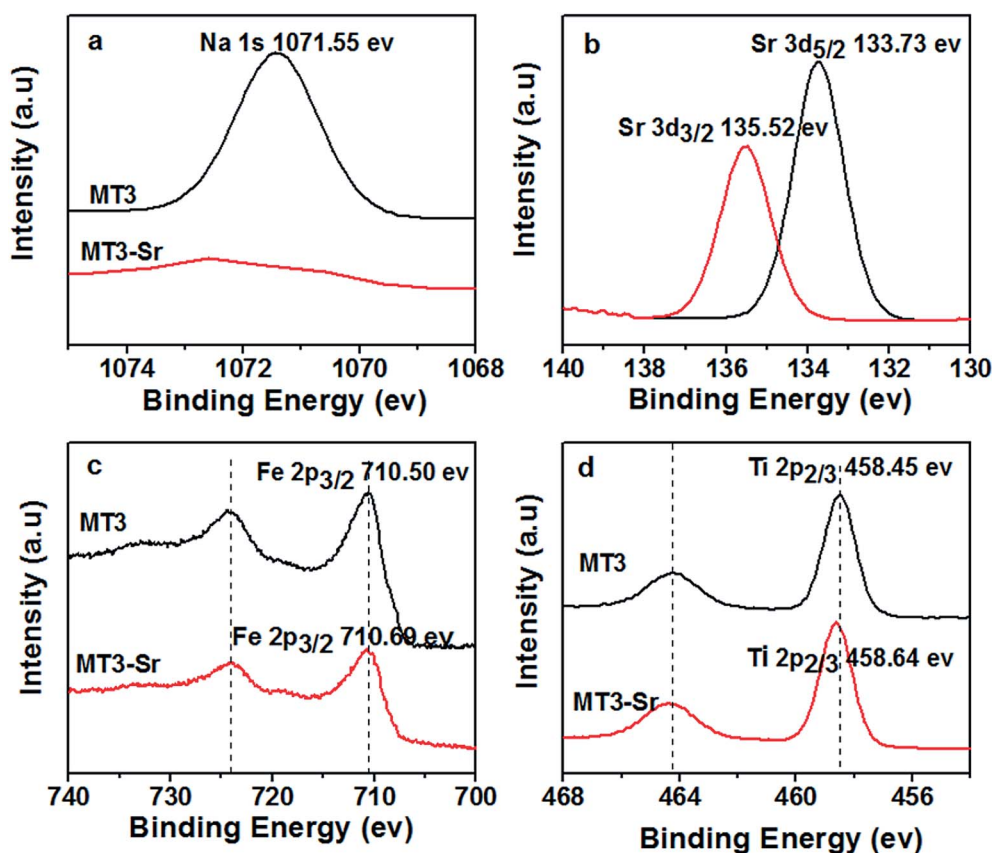 a
Na 1s 1071.55 ev
MT3
MT3-Sr
Intensity (a.u)
1074 1072 1070 1068
Binding Energy (ev)
b
Sr 3d5/2 133.73 ev
Sr 3d3/2 135.52 ev
Intensity (a.u)
140 138 136 134 132 130
Binding Energy (ev)
c
Fe 2p3/2 710.50 ev
MT3
Fe 2p3/2 710.69 ev
MT3-Sr
Intensity (a.u)
740 730 720 710 700
Binding Energy (ev)
d
Ti 2p2/3 458.45 ev
MT3
Ti 2p2/3 458.64 ev
MT3-Sr
Intensity (a.u)
468 464 460 456
Binding Energy (ev)